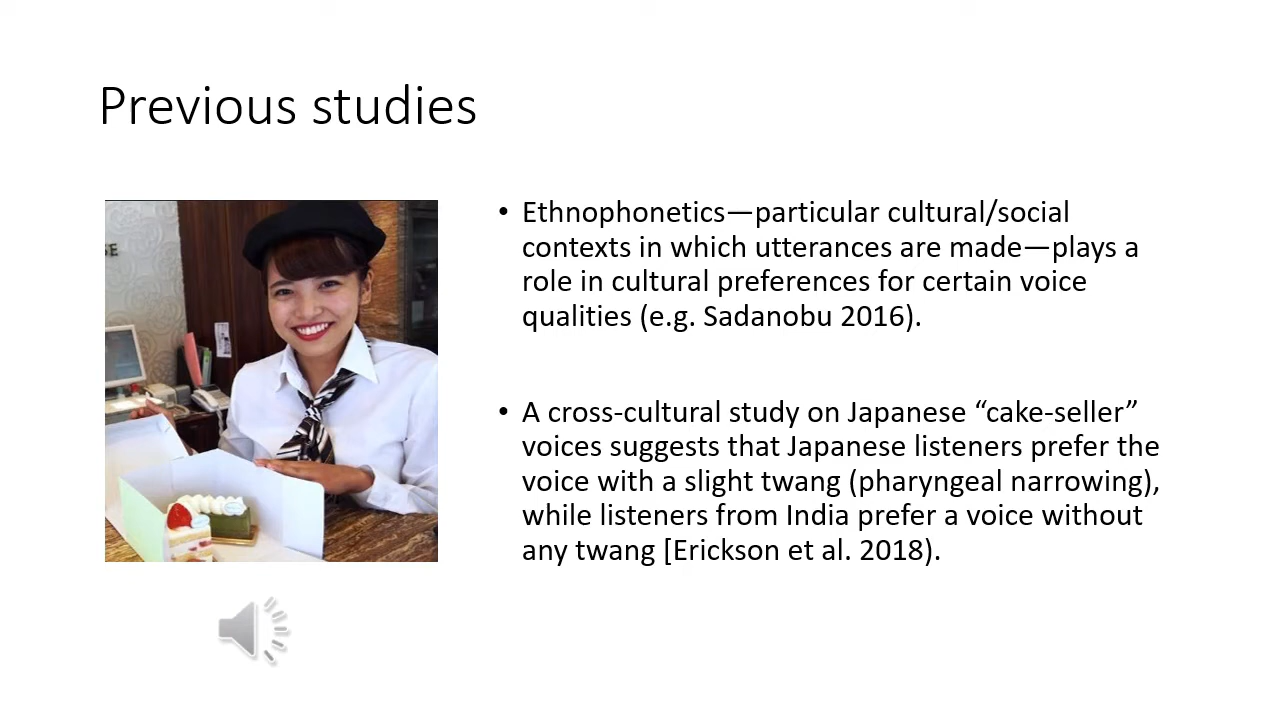 Previous studies
• Ethnophonetics—particular cultural/social
contexts in which utterances are made—plays a
role in cultural preferences for certain voice
qualities (e.g. Sadanobu 2016).
• A cross-cultural study on Japanese “cake-seller”
voices suggests that Japanese listeners prefer the
voice with a slight twang (pharyngeal narrowing),
while listeners from India prefer a voice without
any twang [Erickson et al. 2018).